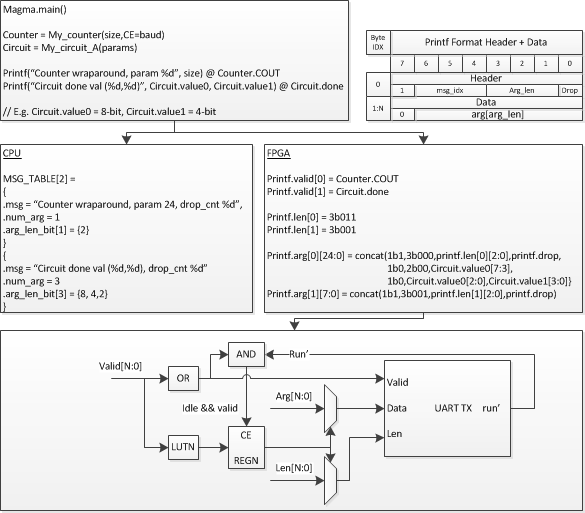 Magma.main()
Counter = My_counter(size,CE=baud)
Circuit = My_circuit_A(params)
Printf(“Counter wraparound, param %d”, size) @ Counter.COUT
Printf(“Circuit done val (%d,%d)”, Circuit.value0, Circuit.value1) @ Circuit.done
// E.g. Circuit.value0 = 8-bit, Circuit.value1 = 4-bit
Byte IDX
Printf Format Header + Data
7 6 5 4 3 2 1 0
Header
0
1 msg_idx Arg_len Drop
1:N
Data
0 arg[arg_len]
CPU
MSG_TABLE[2] =
{
.msg = “Counter wraparound, param 24, drop_cnt %d”,
.num_arg = 1
.arg_len_bit[1] = {2}
}
{
.msg = “Circuit done val (%d,%d), drop_cnt %d”
.num_arg = 3
.arg_len_bit[3] = {8, 4,2}
}
FPGA
Printf.valid[0] = Counter.COUT
Printf.valid[1] = Circuit.done
Printf.len[0] = 3b011
Printf.len[1] = 3b001
Printf.arg[0][24:0] = concat(1b1,3b000,printf.len[0][2:0],printf.drop,
1b0,2b00,Circuit.value0[7:3],
1b0,Circuit.value0[2:0],Circuit.value1[3:0]}
Printf.arg[1][7:0] = concat(1b1,3b001,printf.len[1][2:0],printf.drop)
Valid[N:0]
OR
AND
Run’
Idle && valid
LUTN
CE
REGN
Arg[N:0]
Len[N:0]
Valid
Data
Len
UART TX
run’